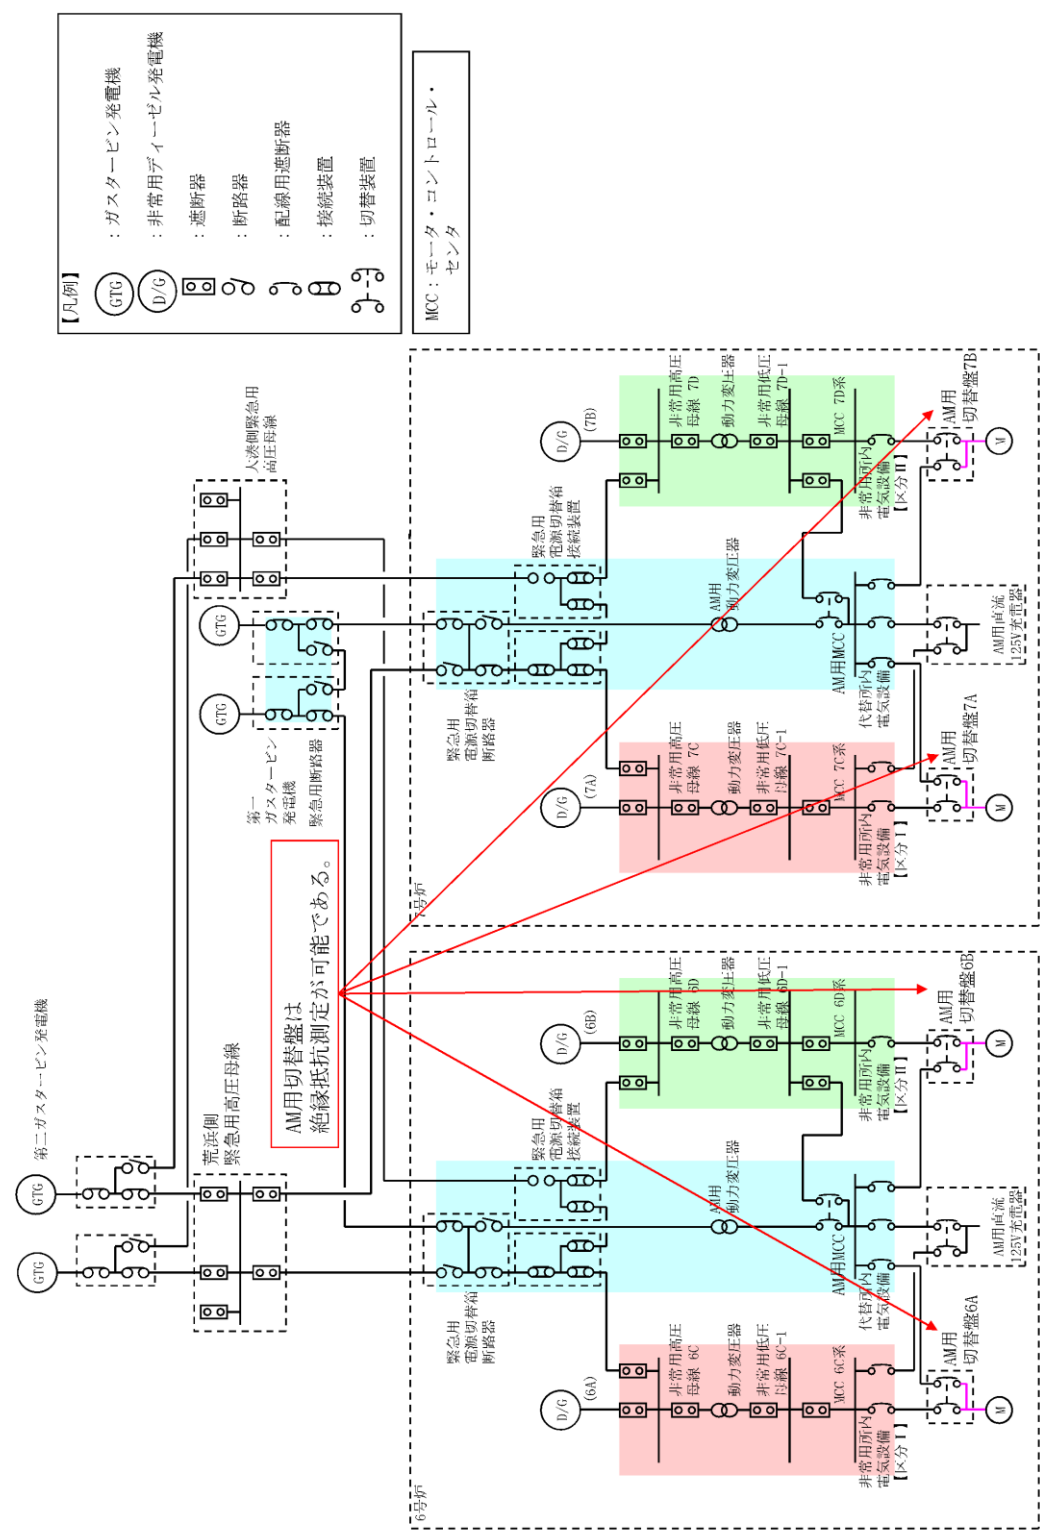 【凡例】
GTG
：ガスタービン発電機
D/G
：非常用ディーゼル発電機
：遮断器
：断路器
：配線用遮断器
：接続装置
：切替装置
MCC：モータ・コントロール・
センタ
第二ガスタービン発電機
GTG
GTG
荒浜側
緊急用高圧母線
大湊側緊急用
高圧母線
GTG
GTG
第一
ガスタービン
発電機
緊急用断路器
AM用切替盤は
絶縁抵抗測定が可能である。
6号炉
緊急用
電源切替箱
断路器
緊急用
電源切替箱
接続装置
D/G
(6A)
非常用高圧
母線 6C
動力変圧器
非常用低圧
母線 6C-1
MCC 6C系
非常用所内
電気設備
【区分Ⅰ】
AM用
動力変圧器
AM用MCC
代替所内
電気設備
D/G
(6B)
非常用高圧
母線 6D
動力変圧器
非常用低圧
母線 6D-1
MCC 6D系
非常用所内
電気設備
【区分Ⅱ】
AM用
切替盤6A
M
AM用直流
125V充電器
AM用
切替盤6B
M
7号炉
緊急用
電源切替箱
断路器
緊急用
電源切替箱
接続装置
D/G
(7A)
非常用高圧
母線 7C
動力変圧器
非常用低圧
母線 7C-1
MCC 7C系
非常用所内
電気設備
【区分Ⅰ】
AM用
動力変圧器
AM用MCC
代替所内
電気設備
D/G
(7B)
非常用高圧
母線 7D
動力変圧器
非常用低圧
母線 7D-1
MCC 7D系
非常用所内
電気設備
【区分Ⅱ】
AM用
切替盤7A
M
AM用直流
125V充電器
AM用
切替盤7B
M